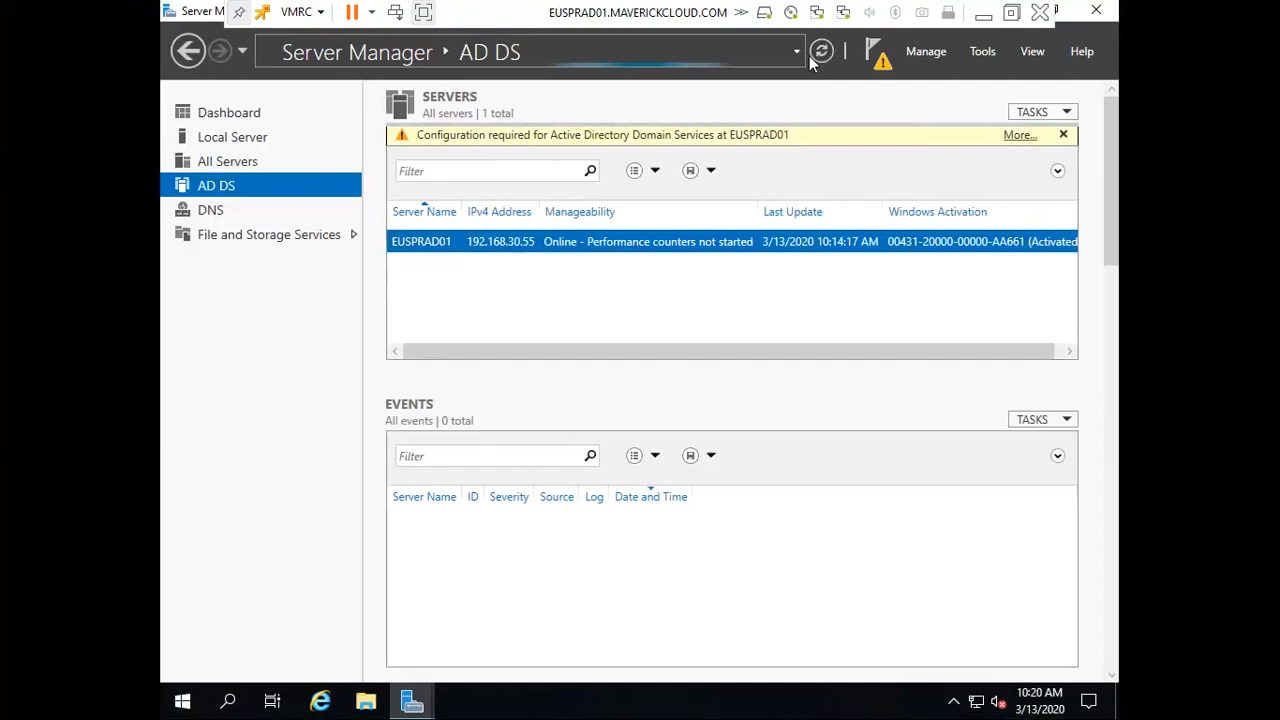 Server M
VMRC
EUSPRAD01.MAVERICKCLOUD.COM
Server Manager AD DS
Manage Tools View Help
Dashboard
Local Server
All Servers
AD DS
DNS
File and Storage Services
SERVERS
All servers | 1 total
TASKS
Configuration required for Active Directory Domain Services at EUSPRAD01 More...
Filter
Server Name IPv4 Address Manageability Last Update Windows Activation
EUSPRAD01 192.168.30.55 Online - Performance counters not started 3/13/2020 10:14:17 AM 00431-20000-00000-AA661 (Activated
EVENTS
All events | 0 total
TASKS
Filter
Server Name ID Severity Source Log Date and Time
10:20 AM
3/13/2020